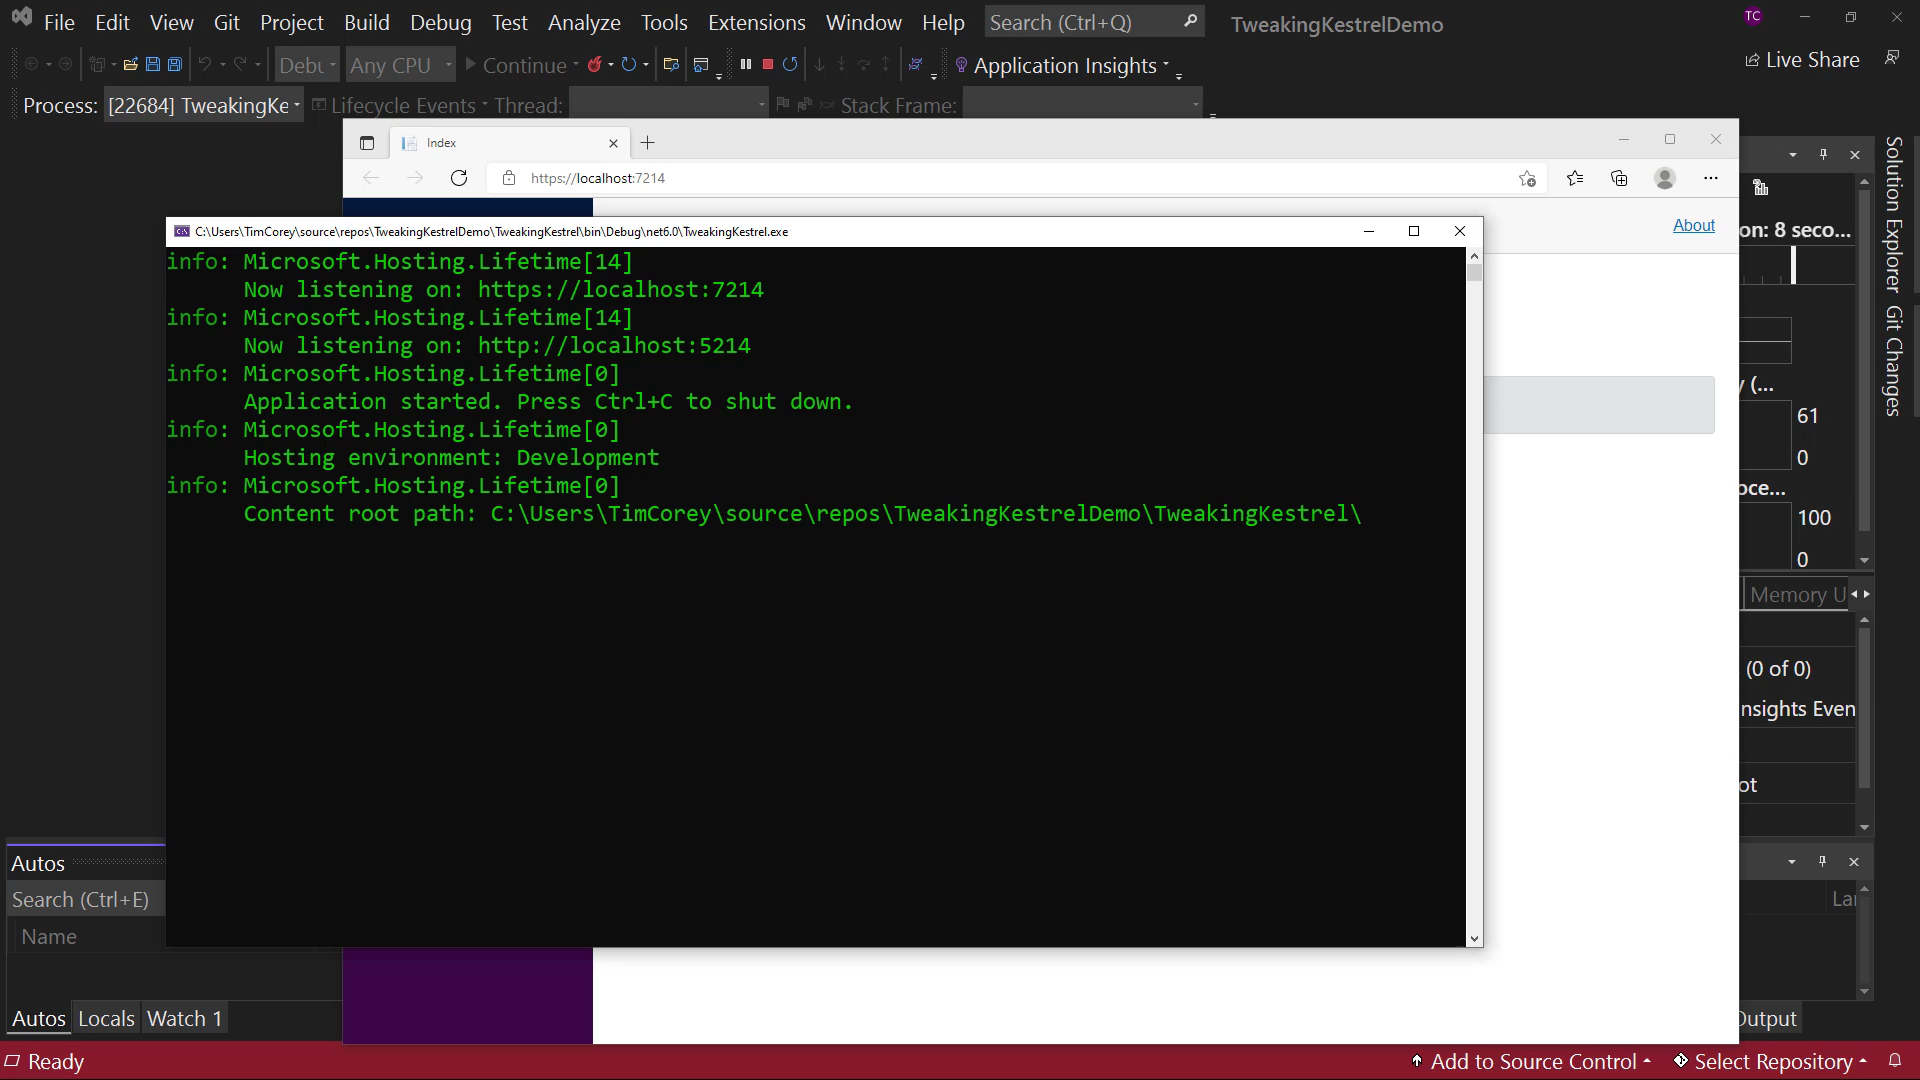 File Edit View Git Project Build Debug Test Analyze Tools Extensions Window Help Search (Ctrl+Q) TweakingKestrelDemo TC
Debu Any CPU Continue Application Insights Live Share
Process: [22684] TweakingKe Lifecycle Events Thread: Stack Frame:
Index
https://localhost:7214
About
C:\Users\TimCorey\source\repos\TweakingKestrelDemo\TweakingKestrel\bin\Debug\net6.0\TweakingKestrel.exe
info: Microsoft.Hosting.Lifetime[14]
Now listening on: https://localhost:7214
info: Microsoft.Hosting.Lifetime[14]
Now listening on: http://localhost:5214
info: Microsoft.Hosting.Lifetime[0]
Application started. Press Ctrl+C to shut down.
info: Microsoft.Hosting.Lifetime[0]
Hosting environment: Development
info: Microsoft.Hosting.Lifetime[0]
Content root path: C:\Users\TimCorey\source\repos\TweakingKestrelDemo\TweakingKestrel\
on: 8 seco...
y (...
61
0
oce...
100
0
Memory U
(0 of 0)
nsights Even
ot
Solution Explorer
Git Changes
Autos
Search (Ctrl+E)
Name
Lar
Autos Locals Watch 1
Output
Ready Add to Source Control Select Repository